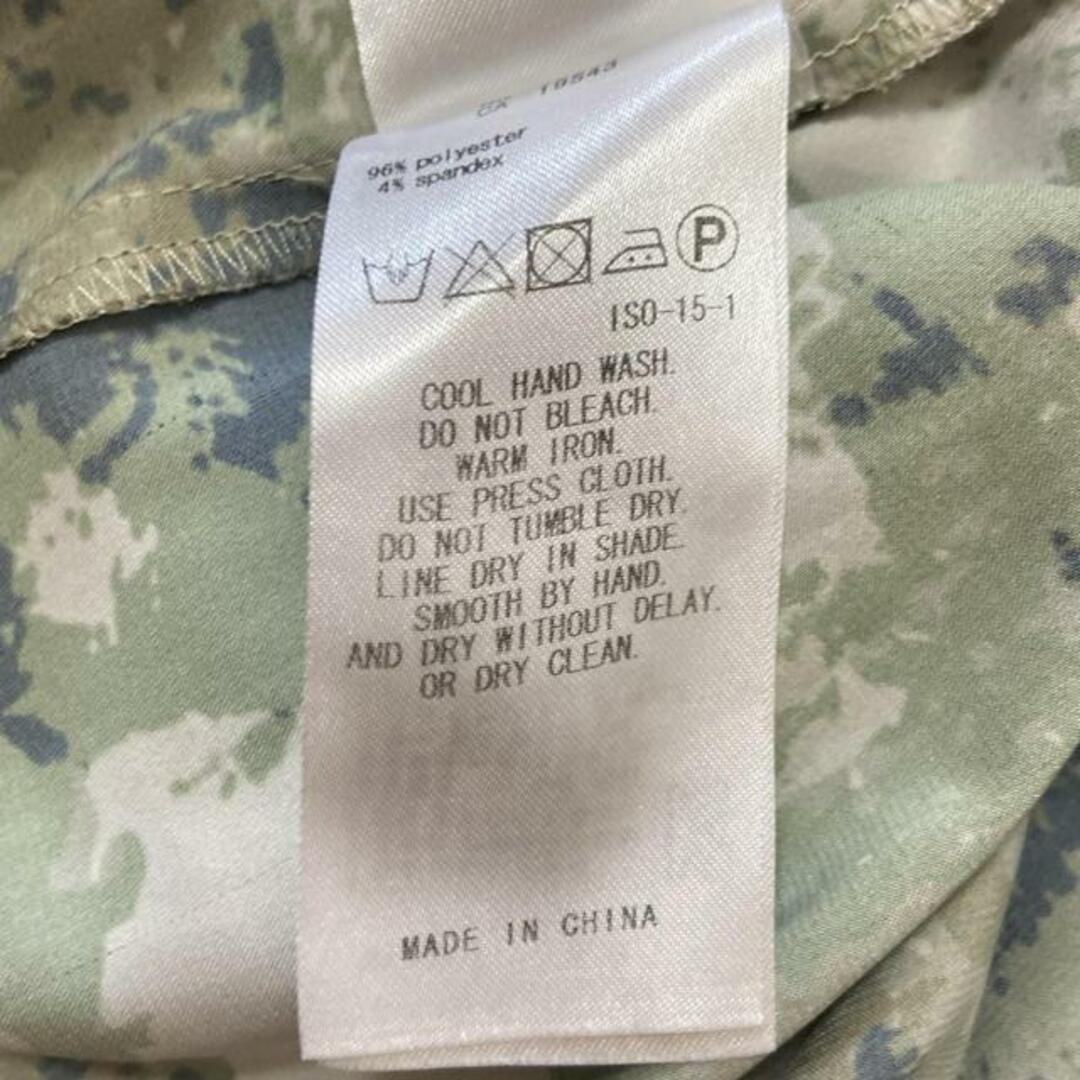 CA 19543
96% polyester
4% spandex
P
ISO-15-1
COOL HAND WASH.
DO NOT BLEACH.
WARM IRON.
USE PRESS CLOTH.
DO NOT TUMBLE DRY.
LINE DRY IN SHADE.
SMOOTH BY HAND.
AND DRY WITHOUT DELAY.
OR DRY CLEAN.
MADE IN CHINA